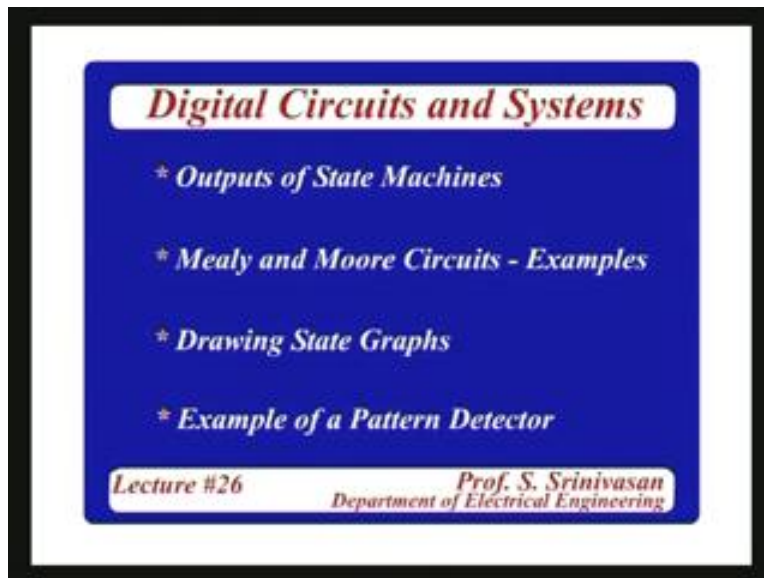 Digital Circuits and Systems
* Outputs of State Machines
* Mealy and Moore Circuits - Examples
* Drawing State Graphs
* Example of a Pattern Detector
Lecture #26
Prof. S. Srinivasan
Department of Electrical Engineering